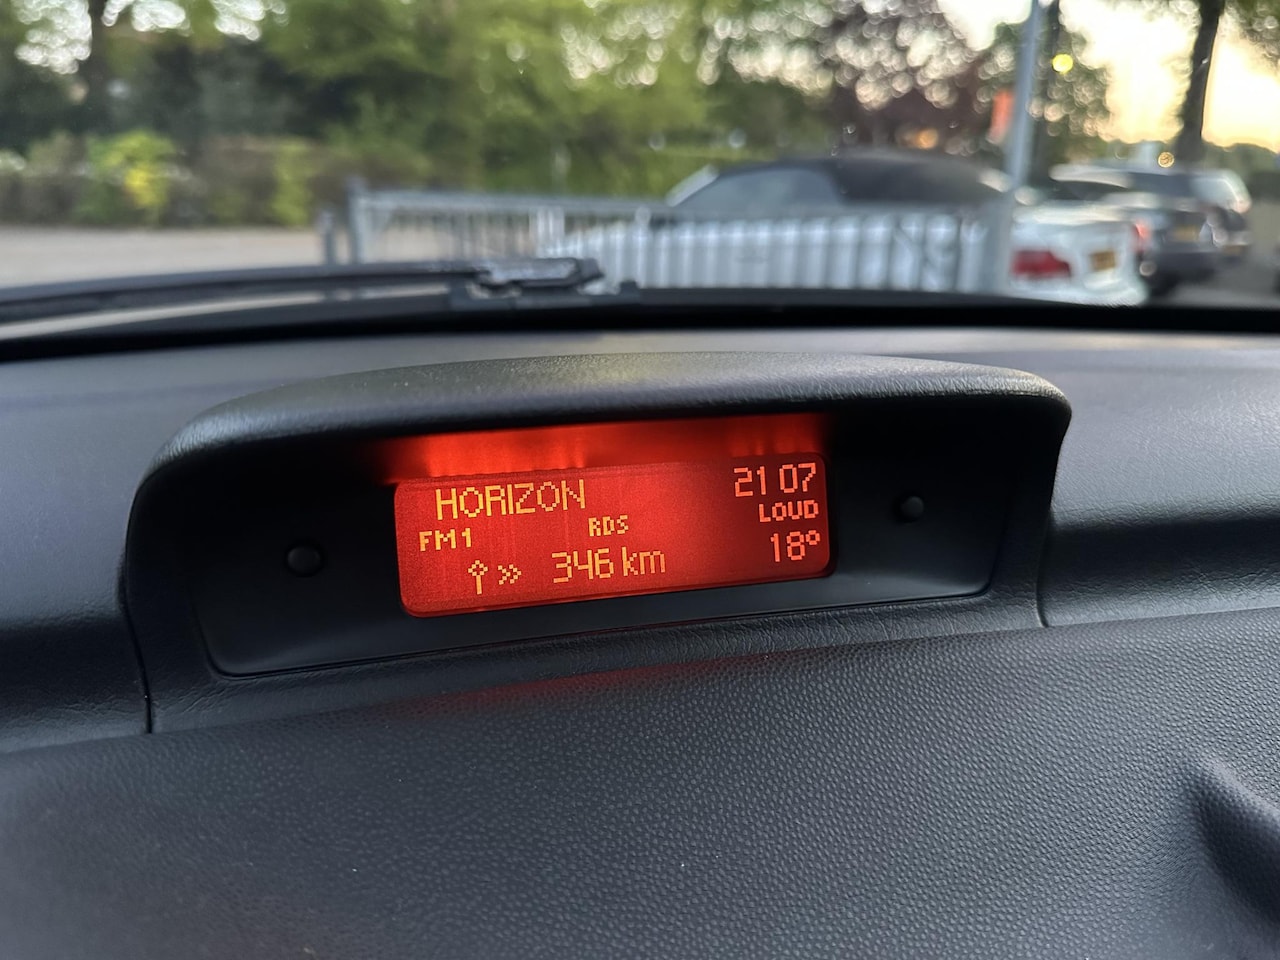 HORIZON 21 07
LOUD
FM1 RDS
346 km 18°